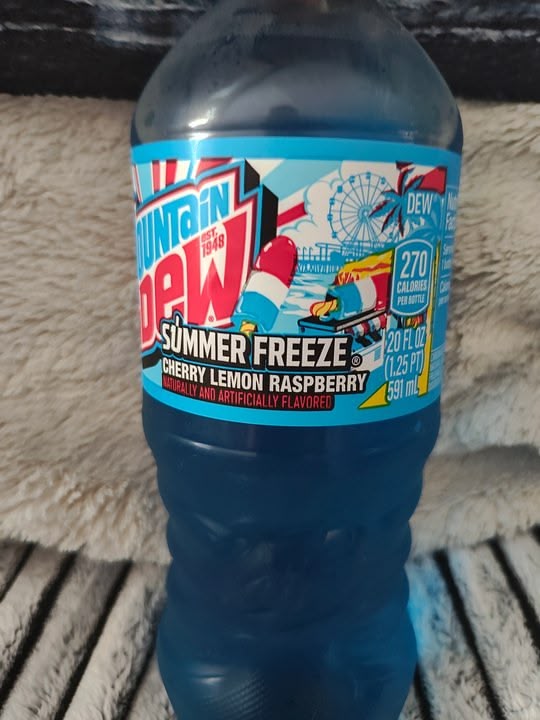 OUNTaiN
EST.
1948
DeW
SUMMER FREEZE®
CHERRY LEMON RASPBERRY
NATURALLY AND ARTIFICIALLY FLAVORED
DEW
270
CALORIES
PER BOTTLE
20 FL OZ
(1.25 PT)
591 mL